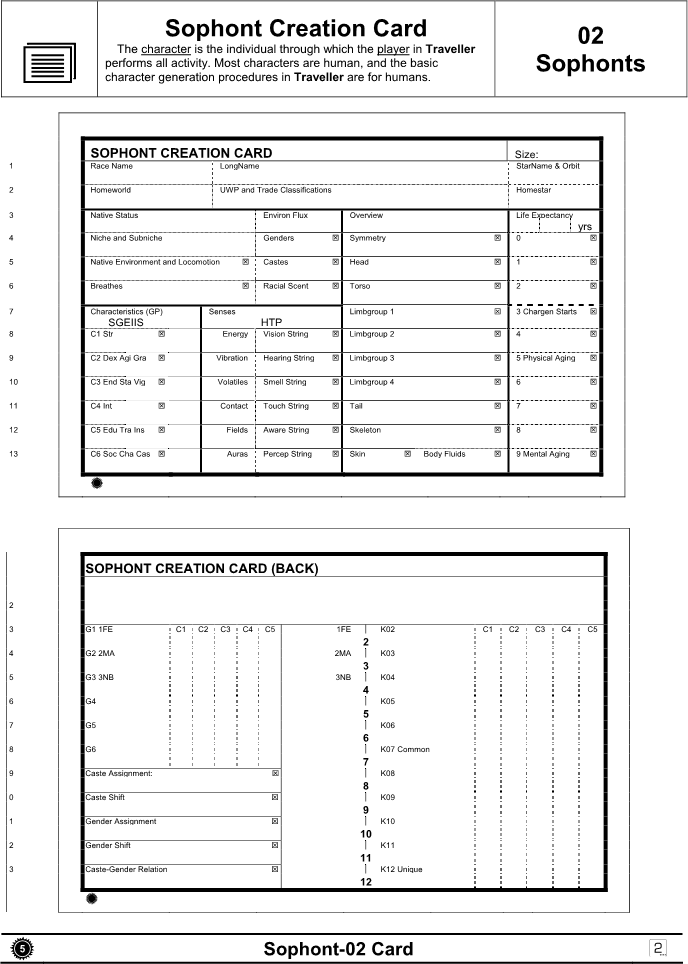 Sophont Creation Card
The character is the individual through which the player in Traveller
performs all activity. Most characters are human, and the basic
character generation procedures in Traveller are for humans.
02
Sophonts
SOPHONT CREATION CARD Size:
1 Race Name LongName StarName & Orbit
2 Homeworld UWP and Trade Classifications Homestar
3 Native Status Environ Flux Overview Life Expectancy
yrs
4 Niche and Subniche Genders ☒ Symmetry ☒ 0 ☒
5 Native Environment and Locomotion ☒ Castes ☒ Head ☒ 1 ☒
6 Breathes ☒ Racial Scent ☒ Torso ☒ 2 ☒
7 Characteristics (GP) Senses Limbgroup 1 ☒ 3 Chargen Starts ☒
SGEIIS HTP
8 C1 Str ☒ Energy Vision String ☒ Limbgroup 2 ☒ 4 ☒
9 C2 Dex Agi Gra ☒ Vibration Hearing String ☒ Limbgroup 3 ☒ 5 Physical Aging ☒
10 C3 End Sta Vig ☒ Volatiles Smell String ☒ Limbgroup 4 ☒ 6 ☒
11 C4 Int ☒ Contact Touch String ☒ Tail ☒ 7 ☒
12 C5 Edu Tra Ins ☒ Fields Aware String ☒ Skeleton ☒ 8 ☒
13 C6 Soc Cha Cas ☒ Auras Percep String ☒ Skin ☒ Body Fluids ☒ 9 Mental Aging ☒
SOPHONT CREATION CARD (BACK)
2
3 G1 1FE C1 C2 C3 C4 C5 1FE K02 C1 C2 C3 C4 C5
2
4 G2 2MA 2MA K03
3
5 G3 3NB 3NB K04
4
6 G4 K05
5
7 G5 K06
6
8 G6 K07 Common
7
9 Caste Assignment: ☒ K08
8
0 Caste Shift ☒ K09
9
1 Gender Assignment ☒ K10
10
2 Gender Shift ☒ K11
11
3 Caste-Gender Relation ☒ K12 Unique
12
5 Sophont-02 Card 2